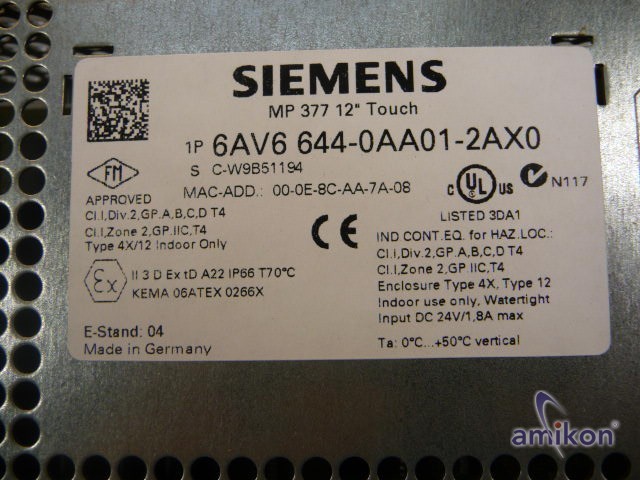 SIEMENS
MP 377 12" Touch
1P 6AV6 644-0AA01-2AX0
S C-W9B51194
MAC-ADD.: 00-0E-8C-AA-7A-08
FM
APPROVED
Cl.I,Div.2,GP.A,B,C,D T4
Cl.I,Zone 2,GP.IIC,T4
Type 4X/12 Indoor Only
Ex
II 3 D Ex tD A22 IP66 T70°C
KEMA 06ATEX 0266X
E-Stand: 04
Made in Germany
CE
C UL US
N117
LISTED 3DA1
IND CONT.EQ. for HAZ.LOC.:
Cl.I,Div.2,GP.A,B,C,D T4
Cl.I,Zone 2,GP.IIC,T4
Enclosure Type 4X, Type 12
Indoor use only, Watertight
Input DC 24V/1,8A max
Ta: 0°C...+50°C vertical
amikon